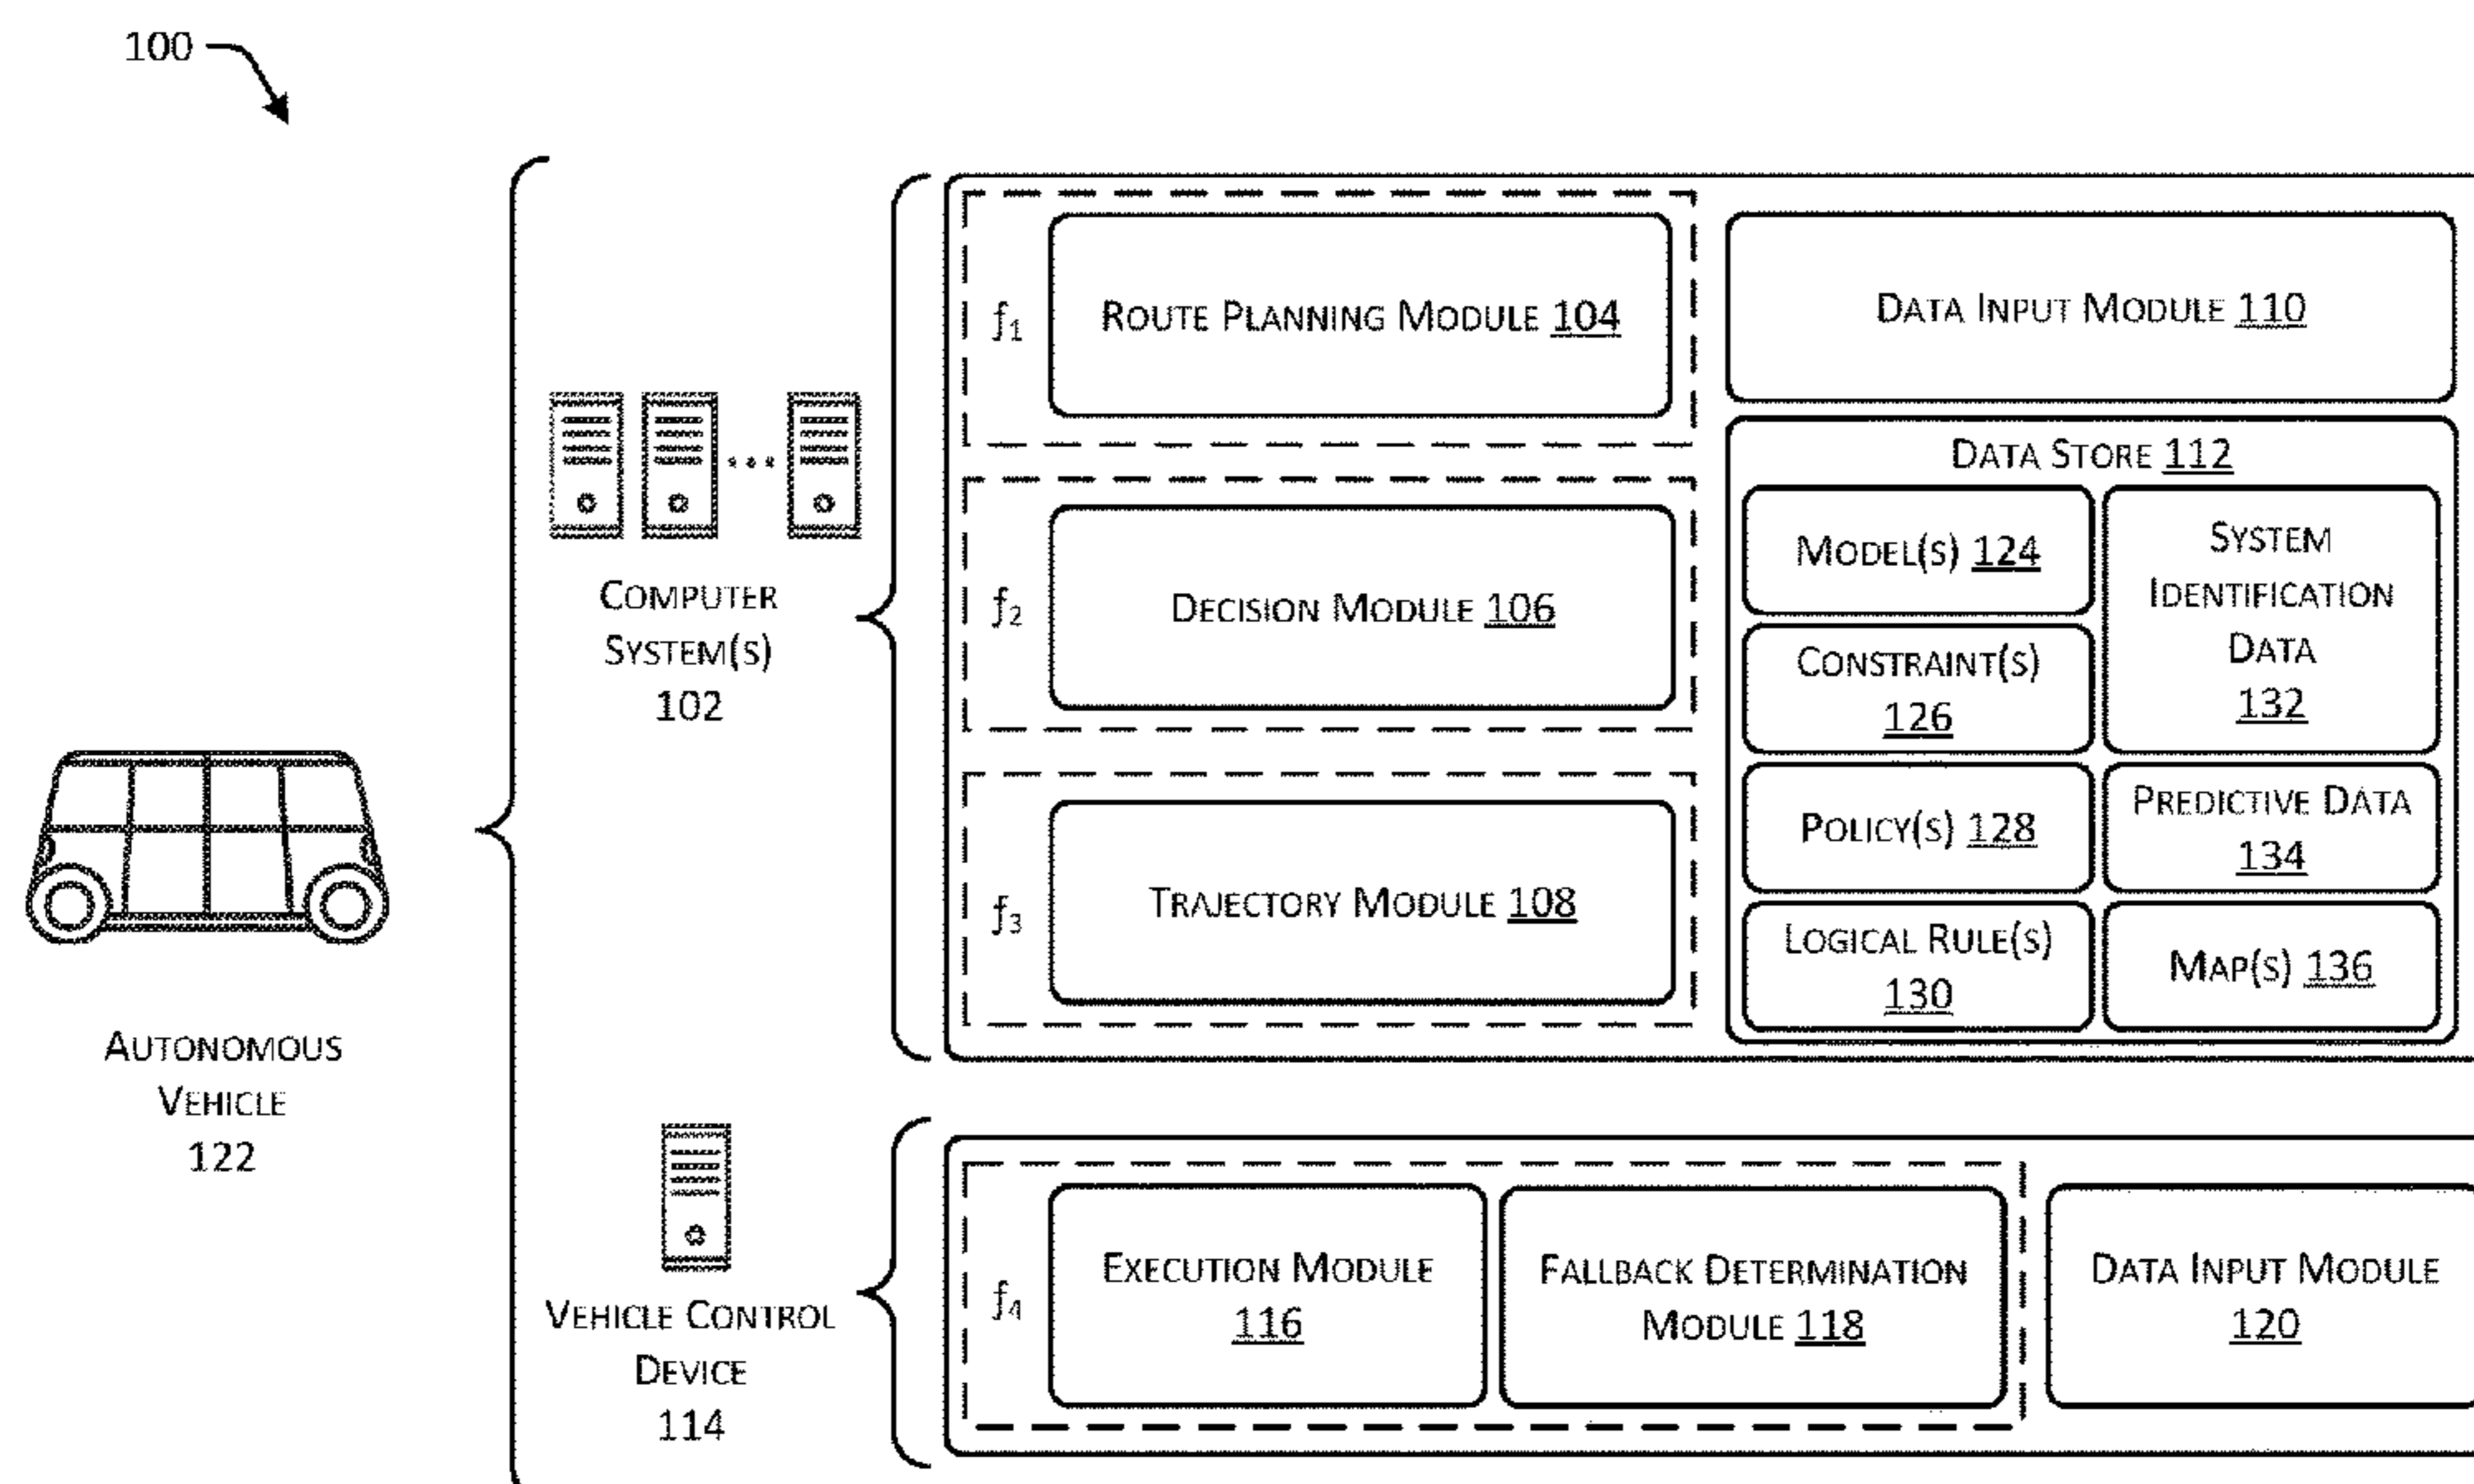 100
f1
ROUTE PLANNING MODULE 104
DATA INPUT MODULE 110
DATA STORE 112
MODEL(S) 124
SYSTEM
IDENTIFICATION
DATA
132
COMPUTER
SYSTEM(S)
102
f2
DECISION MODULE 106
CONSTRAINT(S)
126
POLICY(S) 128
PREDICTIVE DATA
134
f3
TRAJECTORY MODULE 108
LOGICAL RULE(S)
130
MAP(S) 136
AUTONOMOUS
VEHICLE
122
VEHICLE CONTROL
DEVICE
114
f4
EXECUTION MODULE
116
FALLBACK DETERMINATION
MODULE 118
DATA INPUT MODULE
120